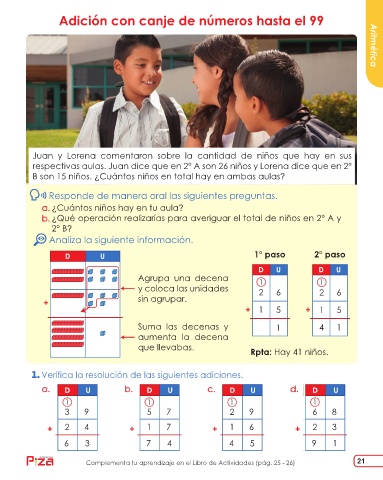 Adición con canje de números hasta el 99
Aritmética
Juan y Lorena comentaron sobre la cantidad de niños que hay en sus
respectivas aulas. Juan dice que en 2° A son 26 niños y Lorena dice que en 2°
B son 15 niños. ¿Cuántos niños en total hay en ambas aulas?
Responde de manera oral las siguientes preguntas.
a. ¿Cuántos niños hay en tu aula?
b. ¿Qué operación realizarías para averiguar el total de niños en 2° A y
2° B?
Analiza la siguiente información.
D U
+
Agrupa una decena
y coloca las unidades
sin agrupar.
Suma las decenas y
aumenta la decena
que llevabas.
1° paso 2° paso
D U D U
1 1
2 6 2 6
+ 1 5 + 1 5
1 4 1
Rpta: Hay 41 niños.
1. Verifica la resolución de las siguientes adiciones.
a. D U b. D U c. D U d. D U
1 1 1 1
3 9 5 7 2 9 6 8
+ 2 4 + 1 7 + 1 6 + 2 3
6 3 7 4 4 5 9 1
Complementa tu aprendizaje en el Libro de Actividades (pág. 25 - 26)
21